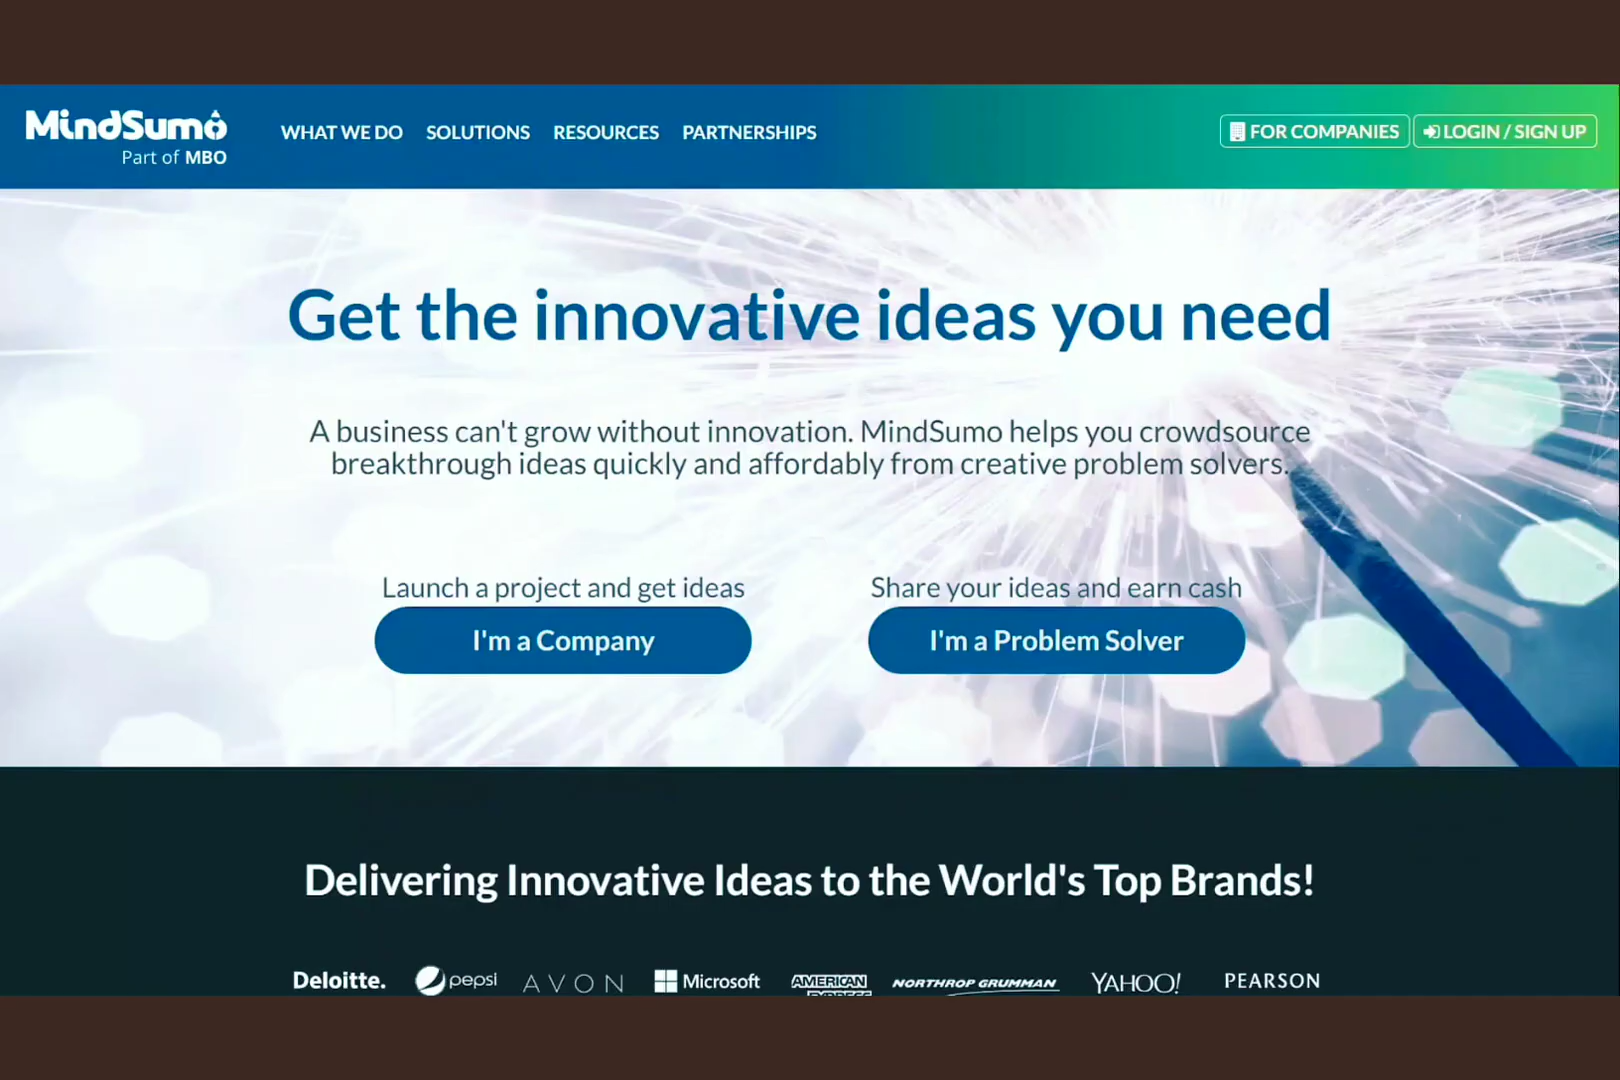 MindSumo
Part of MBO
WHAT WE DO
SOLUTIONS
RESOURCES
PARTNERSHIPS
FOR COMPANIES
LOGIN / SIGN UP
Get the innovative ideas you need
A business can't grow without innovation. MindSumo helps you crowdsource
breakthrough ideas quickly and affordably from creative problem solvers.
Launch a project and get ideas
I'm a Company
Share your ideas and earn cash
I'm a Problem Solver
Delivering Innovative Ideas to the World's Top Brands!
Deloitte.
pepsi
AVON
Microsoft
AMERICAN
EXPRESS
NORTHROP GRUMMAN
YAHOO!
PEARSON